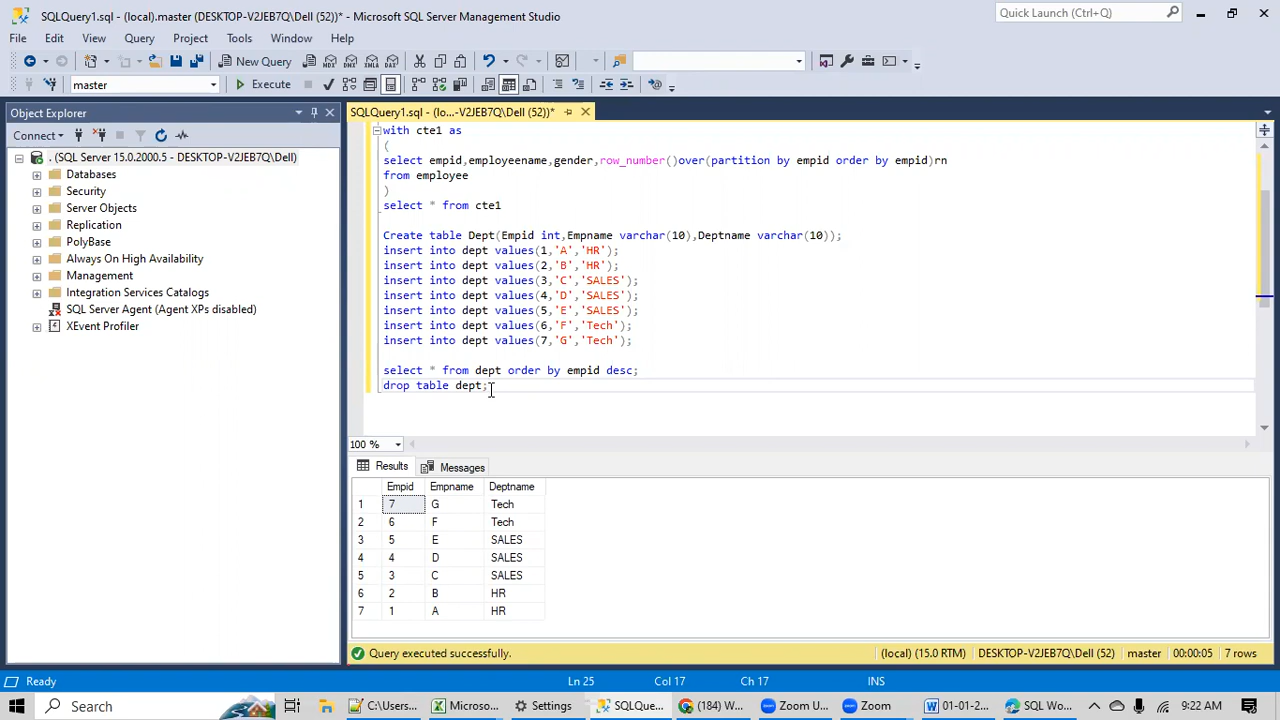 SQLQuery1.sql - (local).master (DESKTOP-V2JEB7Q\Dell (52))* - Microsoft SQL Server Management Studio
Quick Launch (Ctrl+Q)
File Edit View Query Project Tools Window Help
New Query
master
Execute
Object Explorer
SQLQuery1.sql - (lo...-V2JEB7Q\Dell (52))*
Connect
. (SQL Server 15.0.2000.5 - DESKTOP-V2JEB7Q\Dell)
Databases
Security
Server Objects
Replication
PolyBase
Always On High Availability
Management
Integration Services Catalogs
SQL Server Agent (Agent XPs disabled)
XEvent Profiler
with cte1 as
(
select empid,employeename,gender,row_number()over(partition by empid order by empid)rn
from employee
)
select * from cte1
Create table Dept(Empid int,Empname varchar(10),Deptname varchar(10));
insert into dept values(1,'A','HR');
insert into dept values(2,'B','HR');
insert into dept values(3,'C','SALES');
insert into dept values(4,'D','SALES');
insert into dept values(5,'E','SALES');
insert into dept values(6,'F','Tech');
insert into dept values(7,'G','Tech');
select * from dept order by empid desc;
drop table dept;
100 %
Results Messages
Empid Empname Deptname
1 7 G Tech
2 6 F Tech
3 5 E SALES
4 4 D SALES
5 3 C SALES
6 2 B HR
7 1 A HR
Query executed successfully.
(local) (15.0 RTM) DESKTOP-V2JEB7Q\Dell (52) master 00:00:05 7 rows
Ready Ln 25 Col 17 Ch 17 INS
Search C:\Users... Microso... Settings SQLQue... (184) W... Zoom U... Zoom 01-01-2... SQL Wo... 9:22 AM